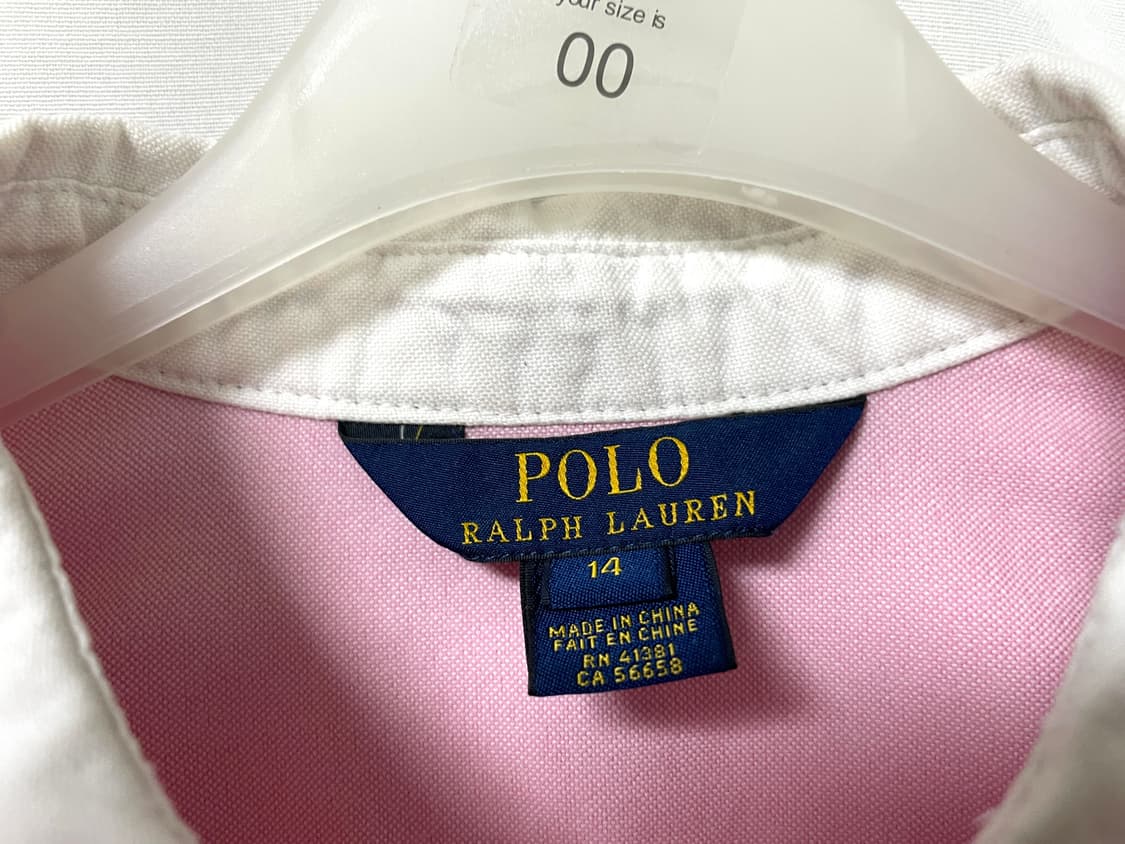 your size is
00
POLO
RALPH LAUREN
14
MADE IN CHINA
FAIT EN CHINE
RN 41381
CA 56658